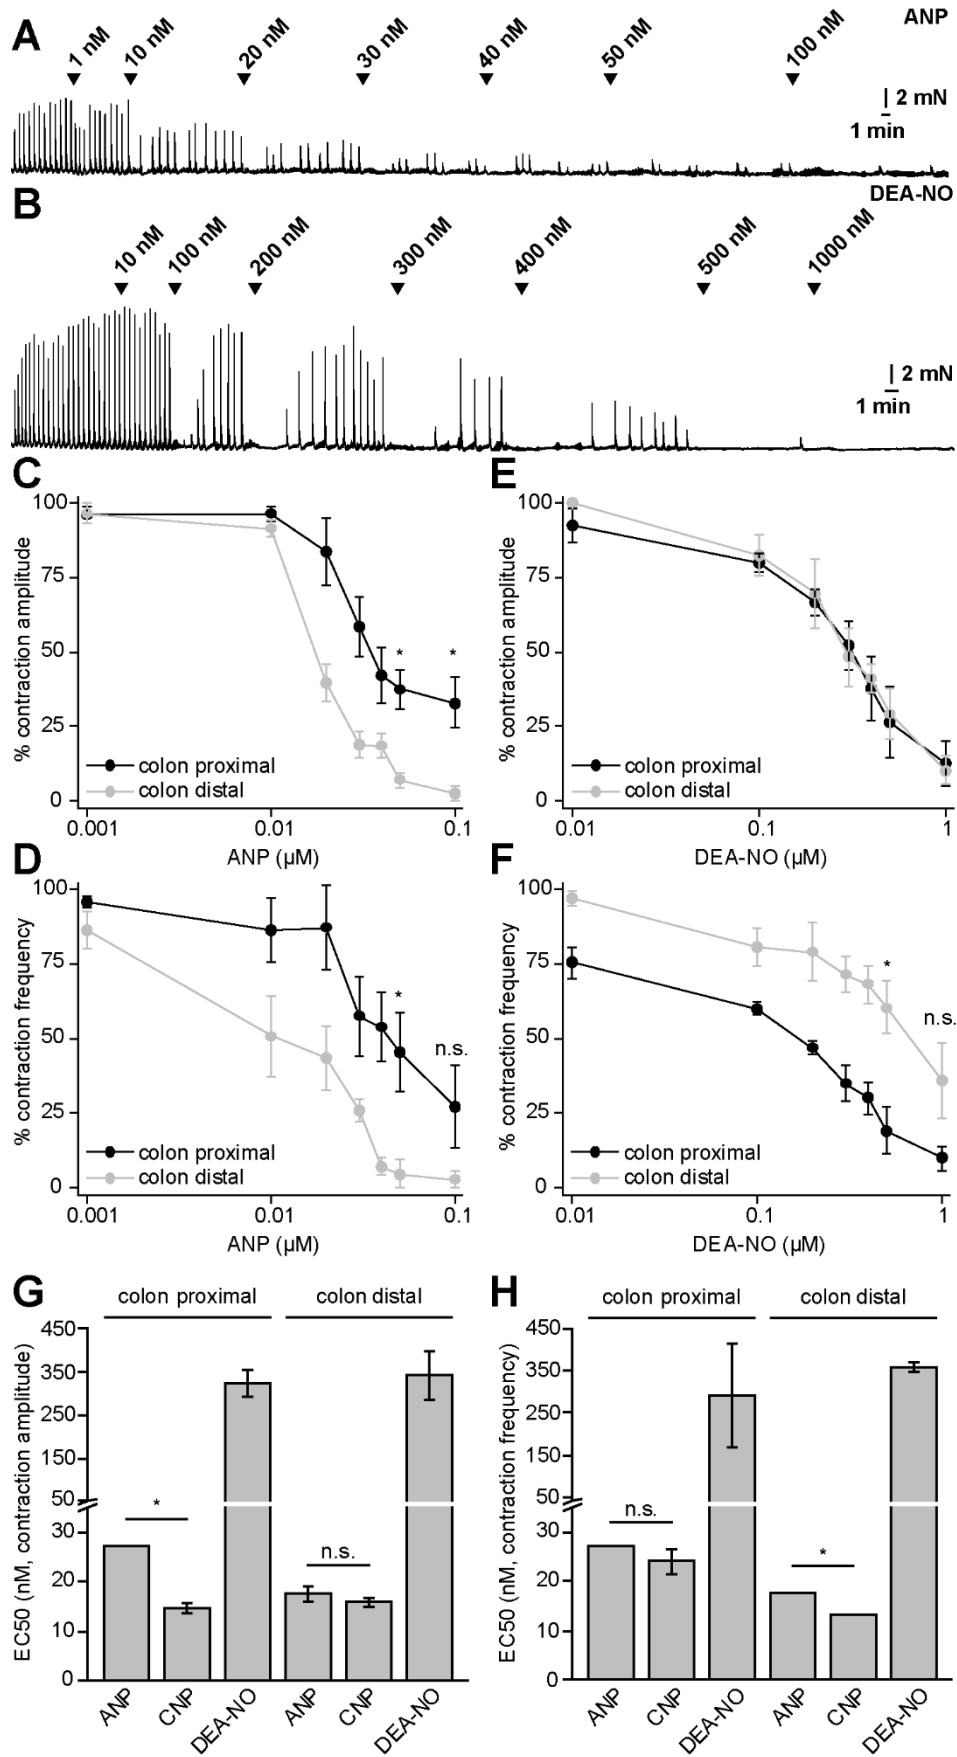 A
ANP
1 nM
10 nM
20 nM
30 nM
40 nM
50 nM
100 nM
2 mN
1 min
B
DEA-NO
10 nM
100 nM
200 nM
300 nM
400 nM
500 nM
1000 nM
2 mN
1 min
C
% contraction amplitude
100
75
50
25
0
*
*
colon proximal
colon distal
0.001
0.01
0.1
ANP (µM)
E
% contraction amplitude
100
75
50
25
0
colon proximal
colon distal
0.01
0.1
1
DEA-NO (µM)
D
% contraction frequency
100
75
50
25
0
*
n.s.
colon proximal
colon distal
0.001
0.01
0.1
ANP (µM)
F
% contraction frequency
100
75
50
25
0
*
n.s.
colon proximal
colon distal
0.01
0.1
1
DEA-NO (µM)
G
colon proximal
colon distal
EC50 (nM, contraction amplitude)
450
350
250
150
50
30
20
10
0
*
n.s.
ANP
CNP
DEA-NO
ANP
CNP
DEA-NO
H
colon proximal
colon distal
EC50 (nM, contraction frequency)
450
350
250
150
50
30
20
10
0
n.s.
*
ANP
CNP
DEA-NO
ANP
CNP
DEA-NO